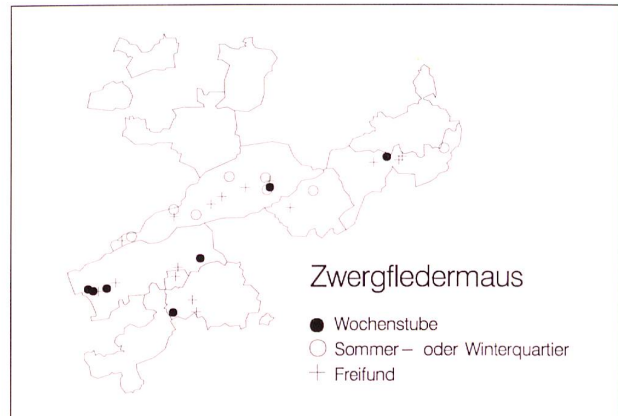 Zwergfledermaus
Wochenstube
Sommer– oder Winterquartier
Freifund